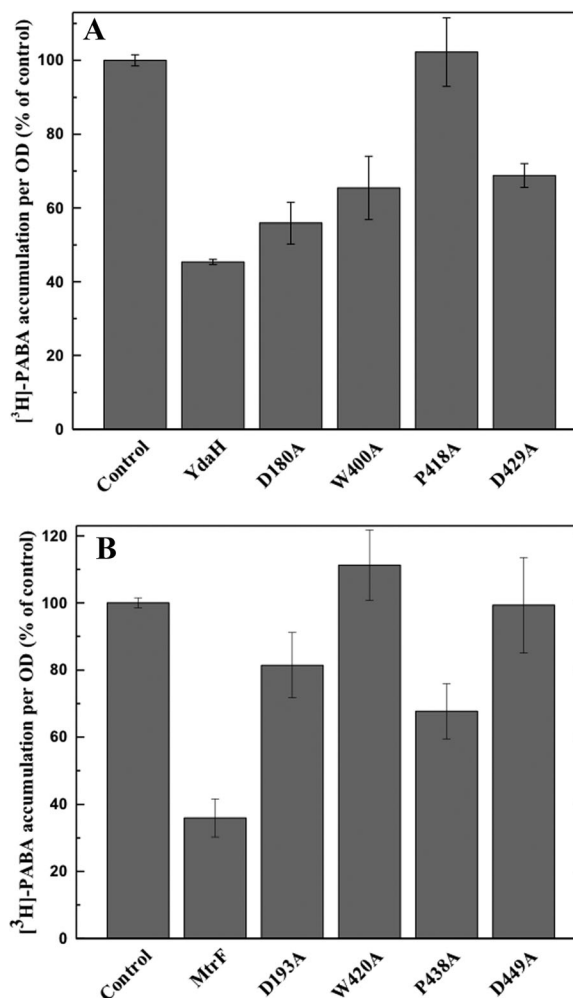 A
[³H]-PABA accumulation per OD (% of control)
100
80
60
40
20
0
Control
YdaH
D180A
W400A
P418A
D429A
B
[³H]-PABA accumulation per OD (% of control)
120
100
80
60
40
20
0
Control
MtrF
D193A
W420A
P438A
D449A